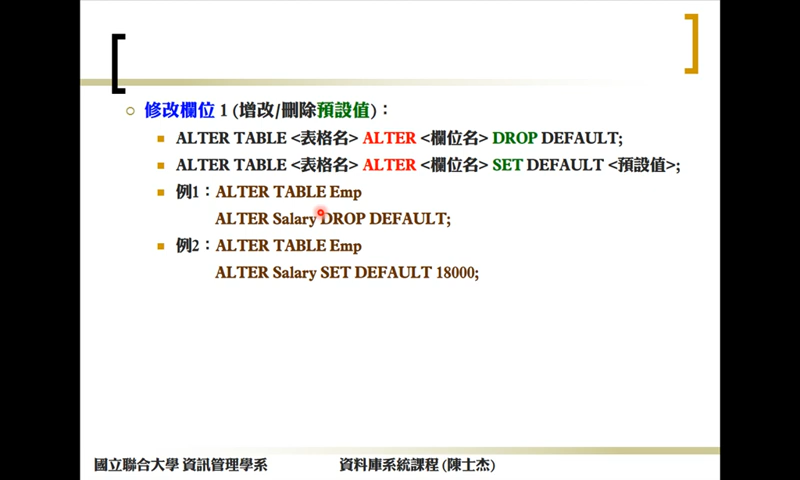 修改欄位 1 (增改/刪除預設值)：
ALTER TABLE <表格名> ALTER <欄位名> DROP DEFAULT;
ALTER TABLE <表格名> ALTER <欄位名> SET DEFAULT <預設值>;
例1：ALTER TABLE Emp
ALTER Salary DROP DEFAULT;
例2：ALTER TABLE Emp
ALTER Salary SET DEFAULT 18000;
國立聯合大學 資訊管理學系 資料庫系統課程 (陳士杰)